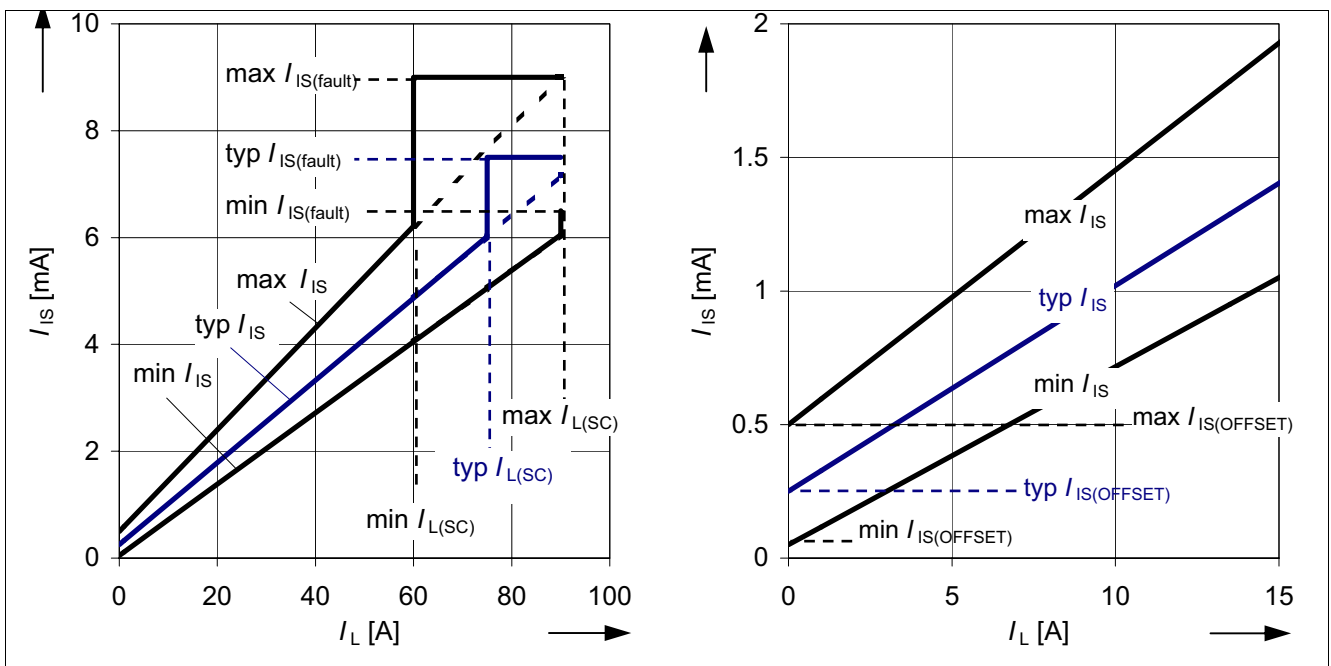 10
8
6
4
2
0
I IS [mA]
max I IS(fault)
typ I IS(fault)
min I IS(fault)
max I IS
typ I IS
min I IS
max I L(SC)
typ I L(SC)
min I L(SC)
0 20 40 60 80 100
I L [A]
2
1.5
1
0.5
0
I IS [mA]
max I IS
typ I IS
min I IS
max I IS(OFFSET)
typ I IS(OFFSET)
min I IS(OFFSET)
0 5 10 15
I L [A]